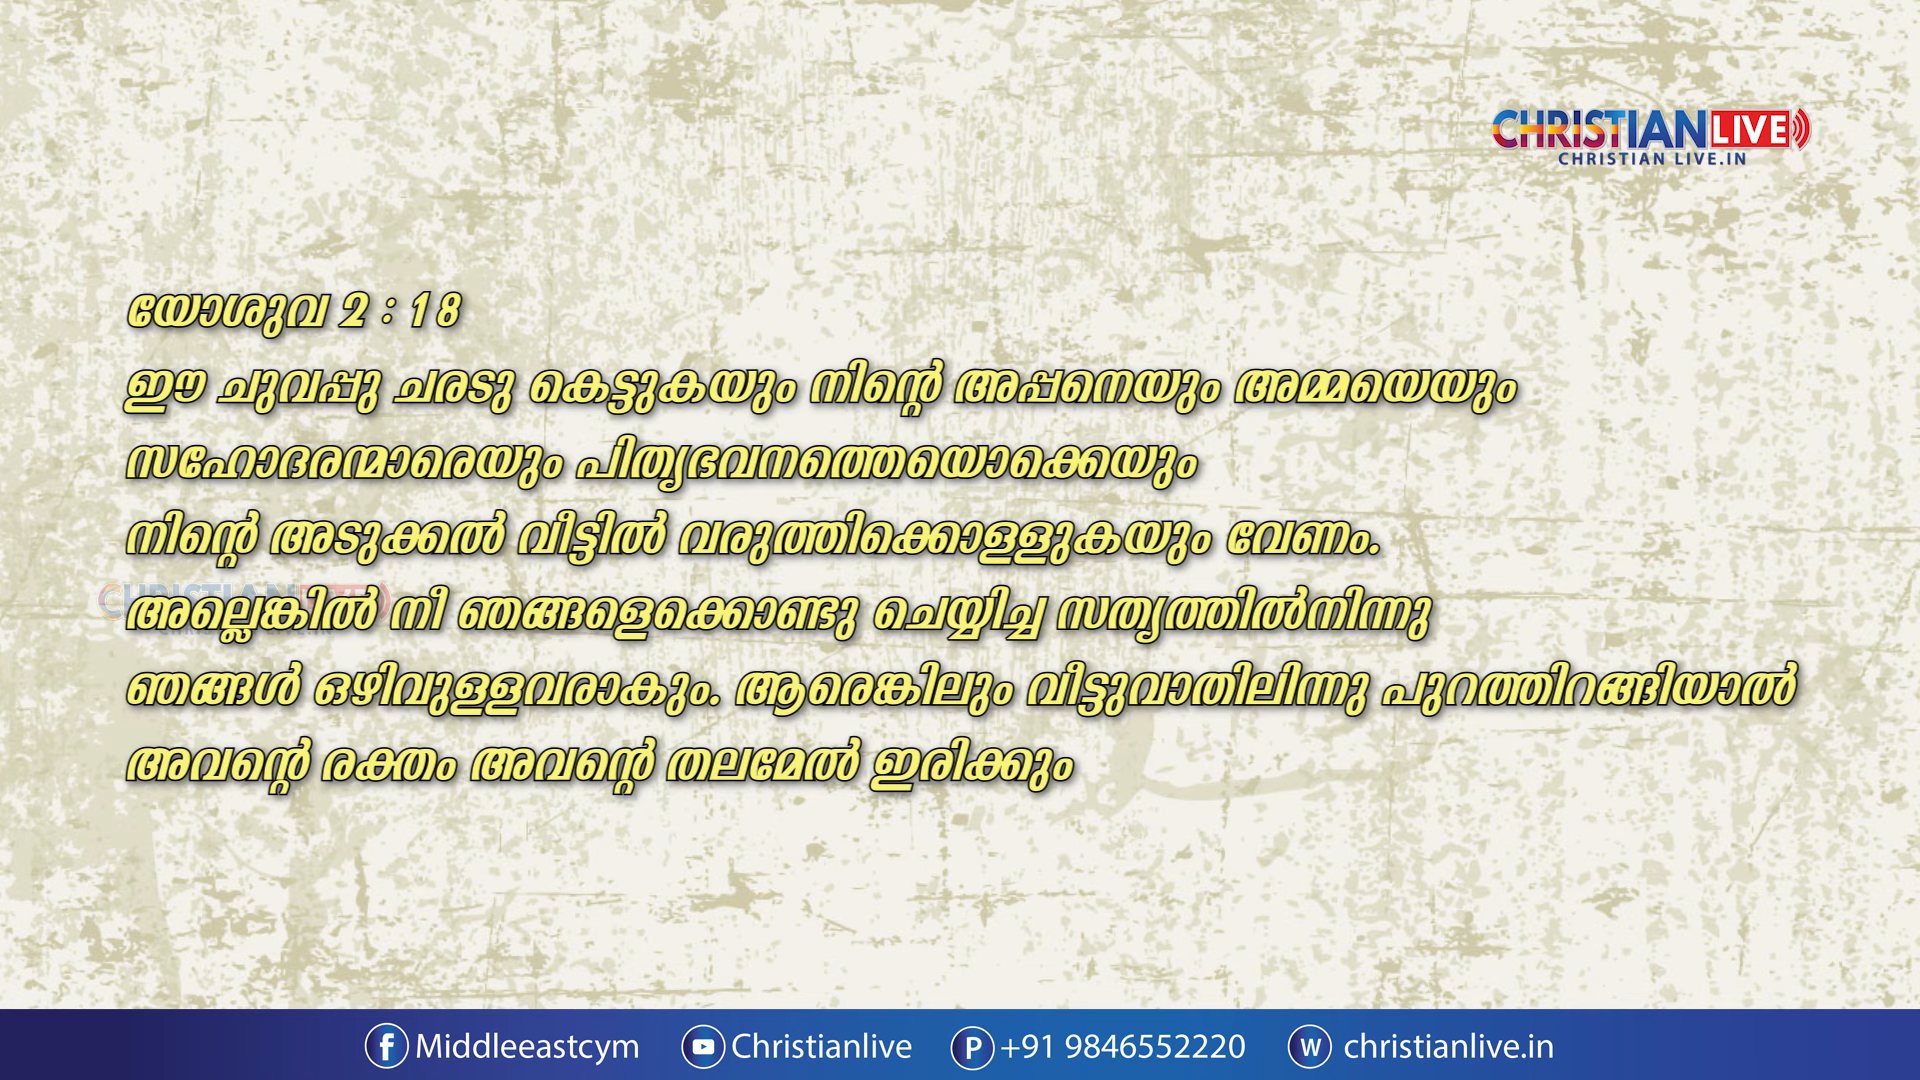 CHRISTIANLIVE
CHRISTIAN LIVE.IN
യോശുവ 2 : 18
ഈ ചുവപ്പു ചരടു കെട്ടുകയും നിന്റെ അപ്പനെയും അമ്മയെയും
സഹോദരന്മാരെയും പിതൃഭവനത്തെയൊക്കെയും
നിന്റെ അടുക്കൽ വീട്ടിൽ വരുത്തിക്കൊള്ളുകയും വേണം.
അല്ലെങ്കിൽ നീ ഞങ്ങളെക്കൊണ്ടു ചെയ്യിച്ച സത്യത്തിൽനിന്നു
ഞങ്ങൾ ഒഴിവുള്ളവരാകും. ആരെങ്കിലും വീട്ടുവാതിലിന്നു പുറത്തിറങ്ങിയാൽ
അവന്റെ രക്തം അവന്റെ തലമേൽ ഇരിക്കും
Middleeastcym Christianlive P +91 9846552220 W christianlive.in